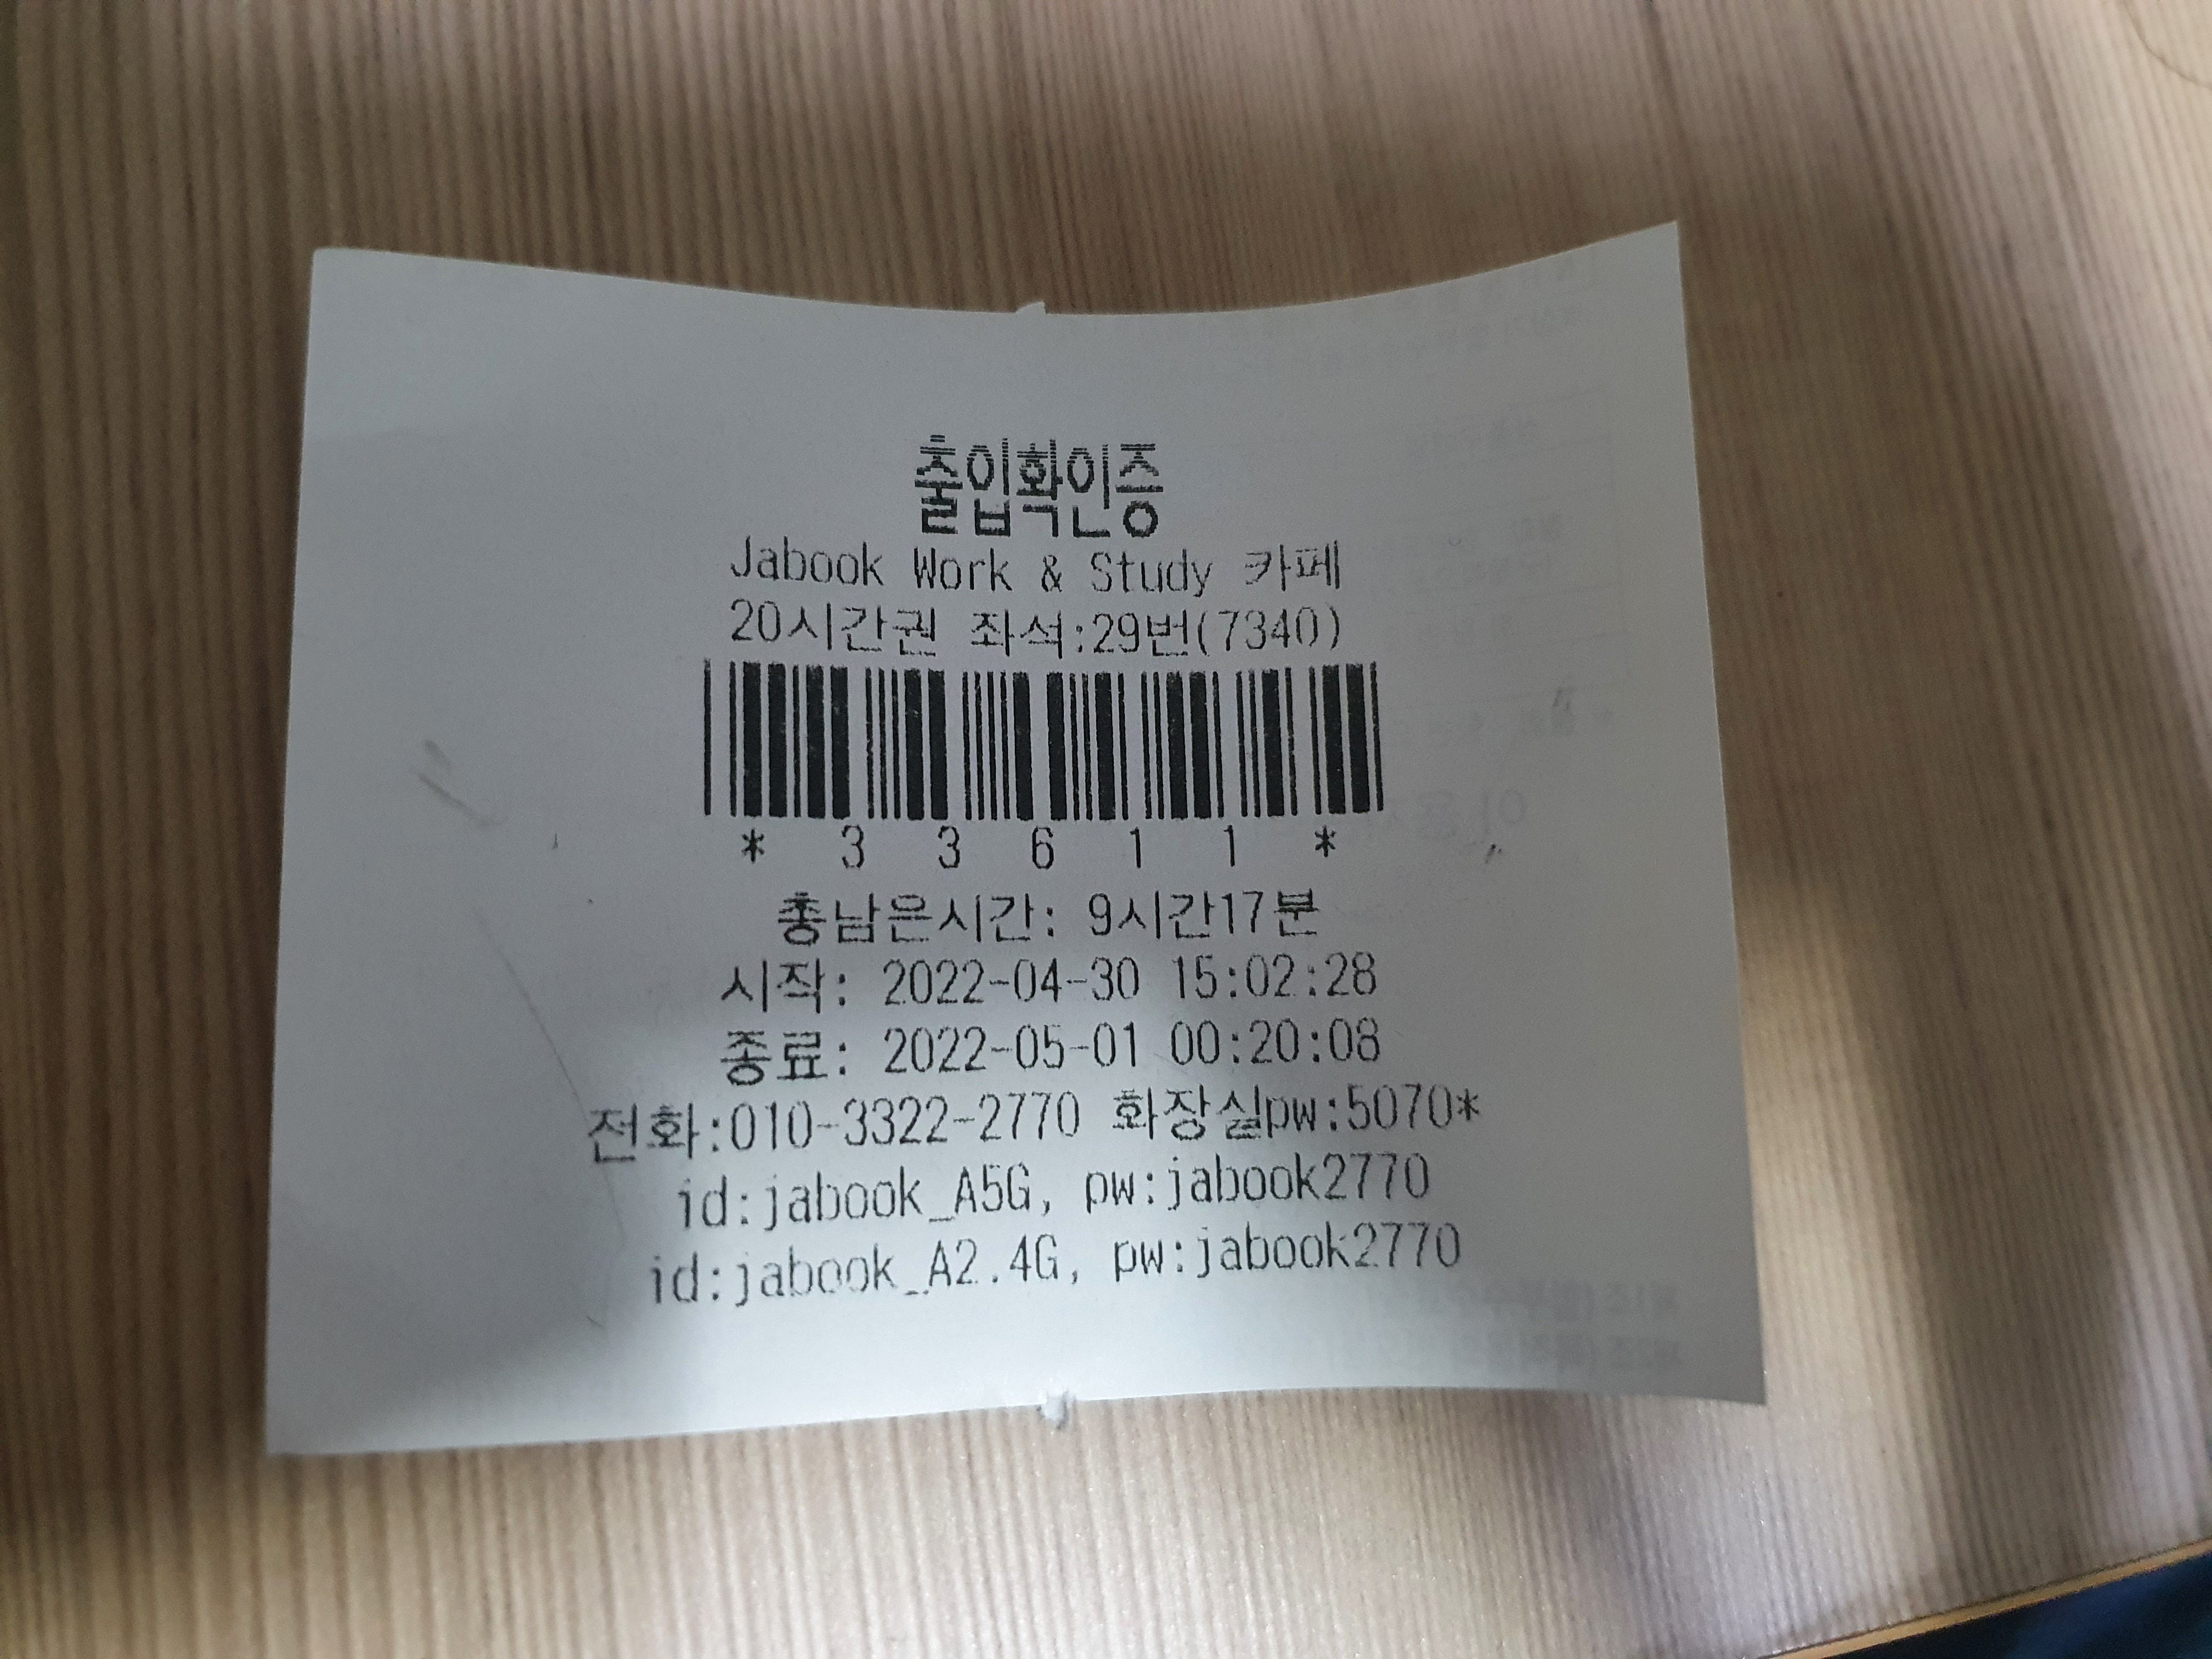 출입확인증
Jabook Work & Study 카페
20시간권 좌석:29번(7340)
* 3 3 6 1 1 *
총남은시간: 9시간17분
시작: 2022-04-30 15:02:28
종료: 2022-05-01 00:20:08
전화:010-3322-2770 화장실pw:5070*
id:jabook_A5G, pw:jabook2770
id:jabook_A2.4G, pw:jabook2770